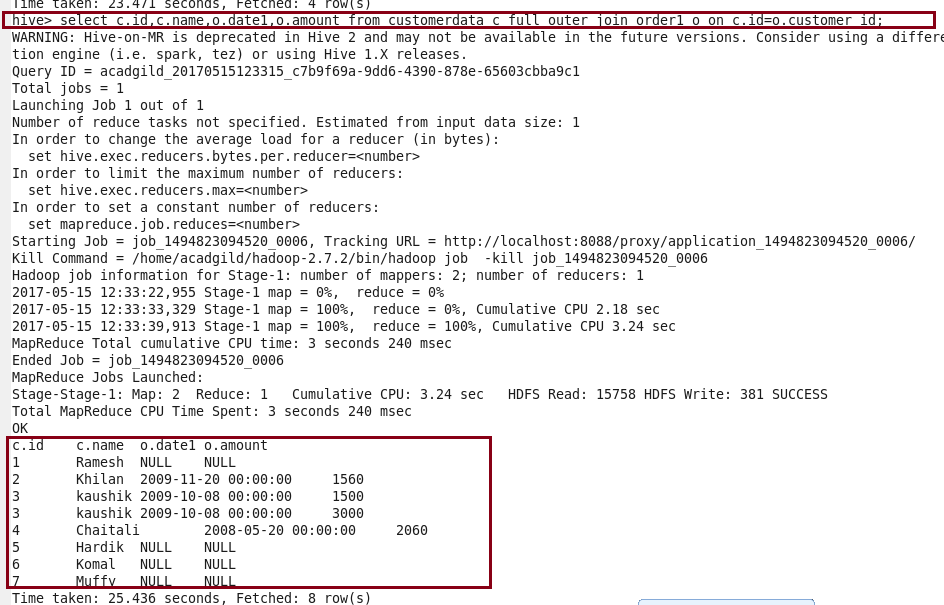 Time taken: 23.471 seconds, Fetched: 4 row(s)
hive> select c.id,c.name,o.date1,o.amount from customerdata c full outer join order1 o on c.id=o.customer_id;
WARNING: Hive-on-MR is deprecated in Hive 2 and may not be available in the future versions. Consider using a differe
tion engine (i.e. spark, tez) or using Hive 1.X releases.
Query ID = acadgild_20170515123315_c7b9f69a-9dd6-4390-878e-65603cbba9c1
Total jobs = 1
Launching Job 1 out of 1
Number of reduce tasks not specified. Estimated from input data size: 1
In order to change the average load for a reducer (in bytes):
  set hive.exec.reducers.bytes.per.reducer=<number>
In order to limit the maximum number of reducers:
  set hive.exec.reducers.max=<number>
In order to set a constant number of reducers:
  set mapreduce.job.reduces=<number>
Starting Job = job_1494823094520_0006, Tracking URL = http://localhost:8088/proxy/application_1494823094520_0006/
Kill Command = /home/acadgild/hadoop-2.7.2/bin/hadoop job  -kill job_1494823094520_0006
Hadoop job information for Stage-1: number of mappers: 2; number of reducers: 1
2017-05-15 12:33:22,955 Stage-1 map = 0%,  reduce = 0%
2017-05-15 12:33:33,329 Stage-1 map = 100%,  reduce = 0%, Cumulative CPU 2.18 sec
2017-05-15 12:33:39,913 Stage-1 map = 100%,  reduce = 100%, Cumulative CPU 3.24 sec
MapReduce Total cumulative CPU time: 3 seconds 240 msec
Ended Job = job_1494823094520_0006
MapReduce Jobs Launched:
Stage-Stage-1: Map: 2  Reduce: 1   Cumulative CPU: 3.24 sec   HDFS Read: 15758 HDFS Write: 381 SUCCESS
Total MapReduce CPU Time Spent: 3 seconds 240 msec
OK
c.id    c.name  o.date1 o.amount
1       Ramesh  NULL    NULL
2       Khilan  2009-11-20 00:00:00     1560
3       kaushik 2009-10-08 00:00:00     1500
3       kaushik 2009-10-08 00:00:00     3000
4       Chaitali        2008-05-20 00:00:00     2060
5       Hardik  NULL    NULL
6       Komal   NULL    NULL
7       Muffy   NULL    NULL
Time taken: 25.436 seconds, Fetched: 8 row(s)